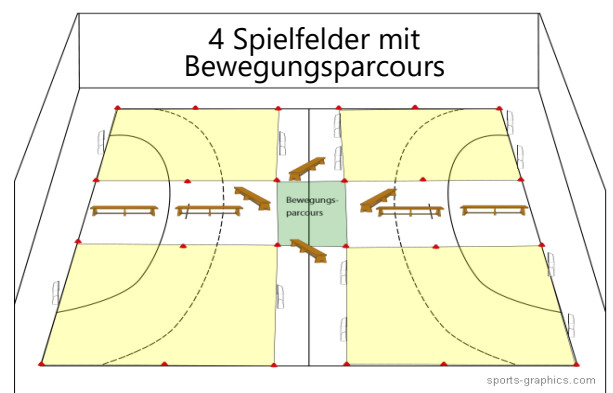 4 Spielfelder mit
Bewegungsparcours
Bewegungs-
parcours
sports-graphics.com